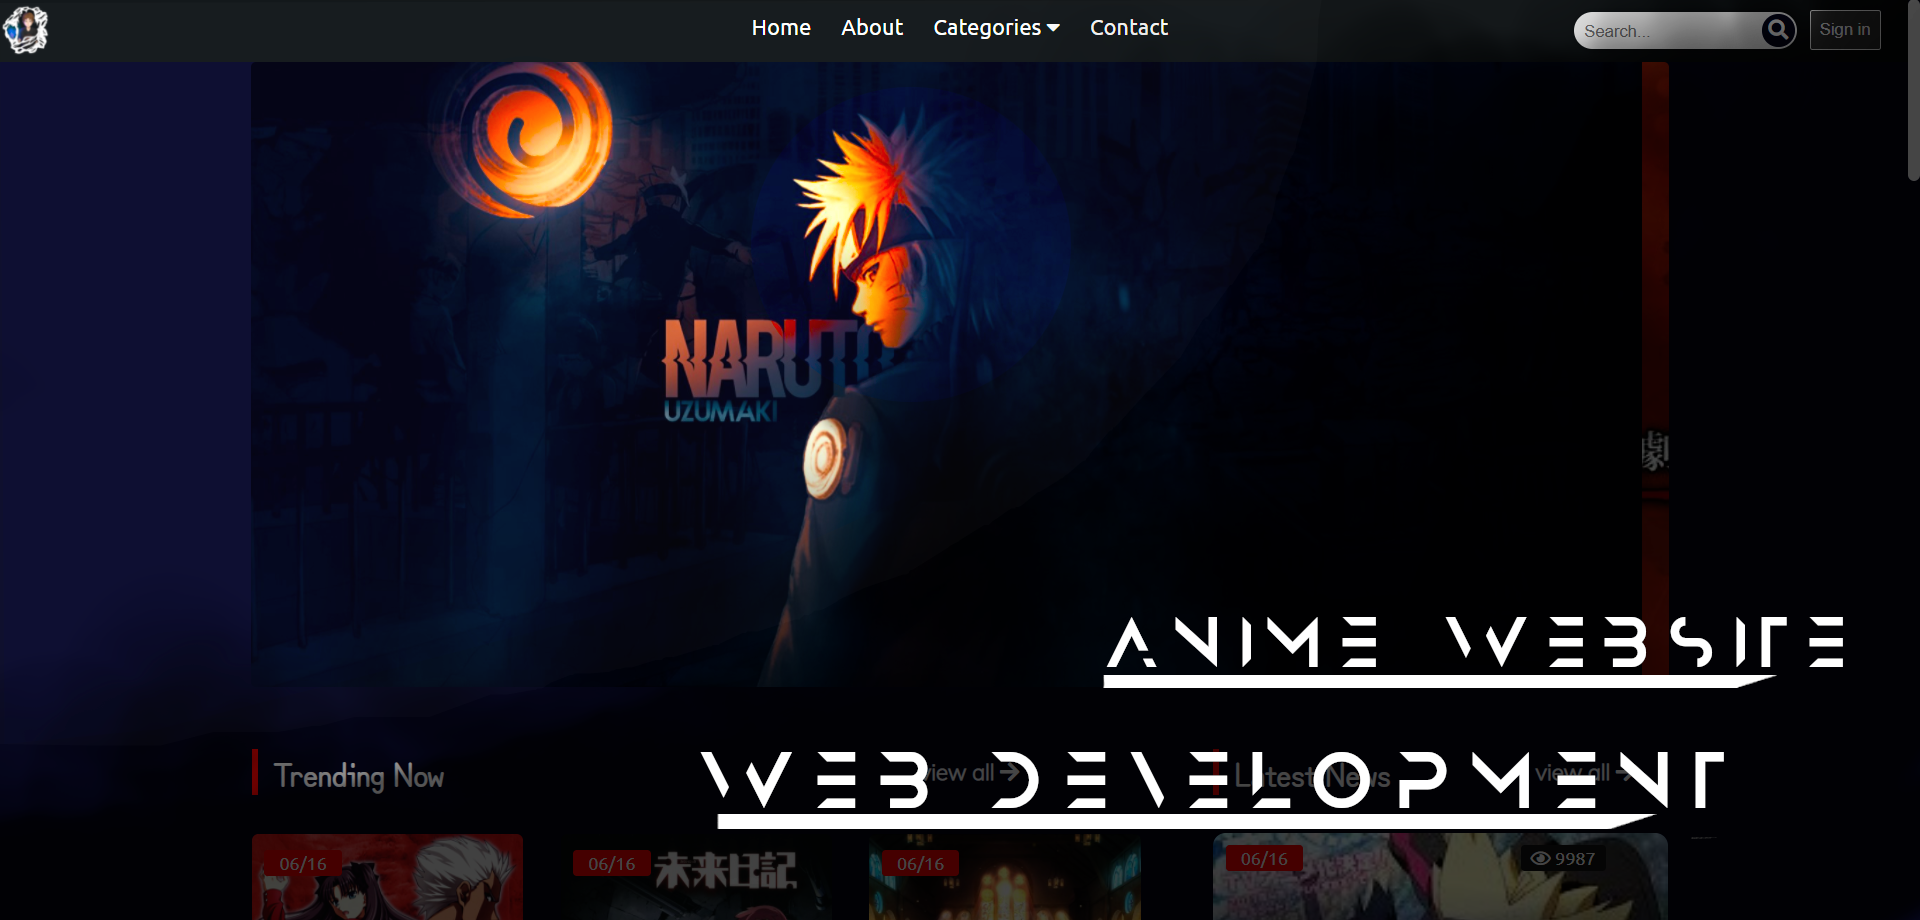 Home About Categories Contact Search... Sign in
NARUTO
UZUMAKI
劇
ANIME WEBSITE
WEB DEVELOPMENT
Trending Now view all Latest News view all
06/16 06/16 未来日記 06/16 06/16 9987